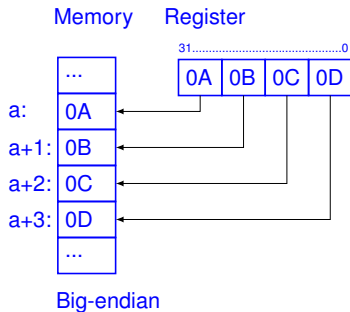 Memory Register
31.............................................0
0A 0B 0C 0D
...
a: 0A
a+1: 0B
a+2: 0C
a+3: 0D
...
Big-endian